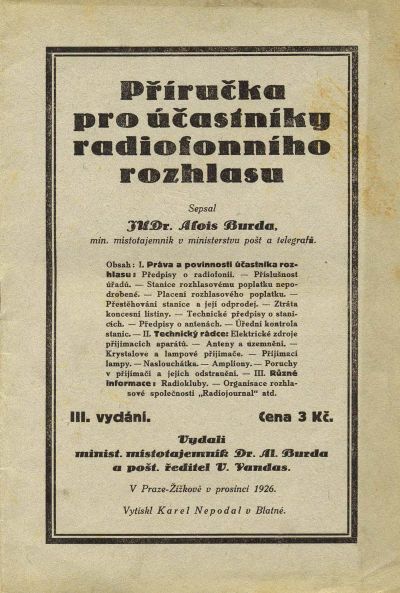 Příručka
pro účastníky
radiofonního
rozhlasu
Sepsal
JUDr. Alois Burda,
min. místotajemník v ministerstvu pošt a telegrafů.
Obsah: I. Práva a povinnosti účastníka roz-
hlasu: Předpisy o radiofonii. — Příslušnost
úřadů. — Stanice rozhlasovému poplatku nepo-
drobené. — Placení rozhlasového poplatku. —
Přestěhování stanice a její odprodej. — Ztráta
koncesní listiny. — Technické předpisy o stani-
cích. — Předpisy o antenách. — Úřední kontrola
stanic. — II. Technický rádce: Elektrické zdroje
přijímacích aparátů. — Anteny a uzemnění. —
Krystalove a lampové přijimače. — Přijímací
lampy. — Naslouchátka. — Ampliony. — Poruchy
v přijímači a jejich odstranění. — III. Různé
informace: Radiokluby. — Organisace rozhla-
sové společnosti „Radiojournal" atd.
III. vydání. Cena 3 Kč.
Vydali
minist. místotajemník Dr. Al. Burda
a pošt. ředitel V. Vandas.
V Praze-Žižkově v prosinci 1926.
Vytiskl Karel Nepodal v Blatné.